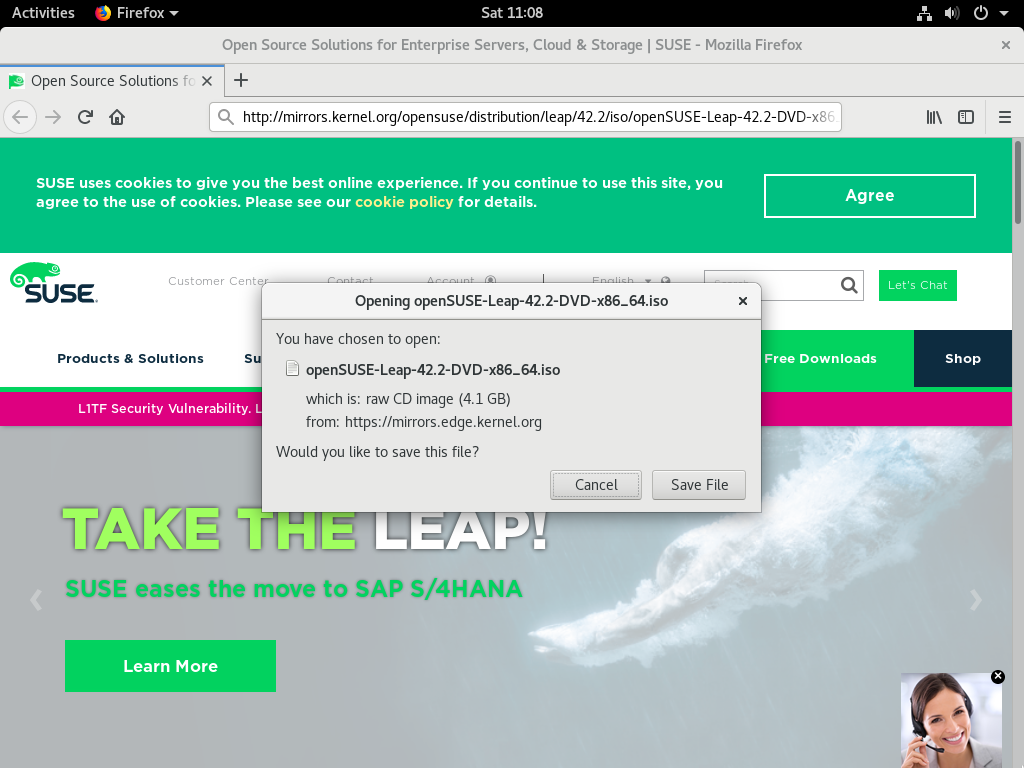 Activities Firefox Sat 11:08
Open Source Solutions for Enterprise Servers, Cloud & Storage | SUSE - Mozilla Firefox
Open Source Solutions fo
http://mirrors.kernel.org/opensuse/distribution/leap/42.2/iso/openSUSE-Leap-42.2-DVD-x86_
SUSE uses cookies to give you the best online experience. If you continue to use this site, you
agree to the use of cookies. Please see our cookie policy for details.
Agree
SUSE
Customer Center Contact Account English Search Let's Chat
Opening openSUSE-Leap-42.2-DVD-x86_64.iso
You have chosen to open:
openSUSE-Leap-42.2-DVD-x86_64.iso
which is: raw CD image (4.1 GB)
from: https://mirrors.edge.kernel.org
Would you like to save this file?
Cancel Save File
Products & Solutions Su Free Downloads Shop
L1TF Security Vulnerability. L
TAKE THE LEAP!
SUSE eases the move to SAP S/4HANA
Learn More